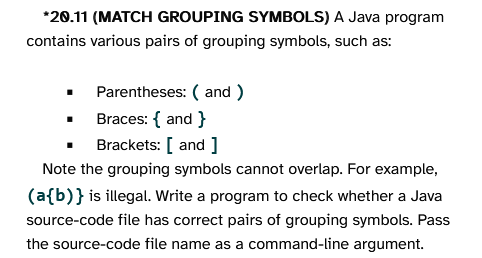 *20.11 (MATCH GROUPING SYMBOLS) A Java program
contains various pairs of grouping symbols, such as:
▪ Parentheses: ( and )
▪ Braces: { and }
▪ Brackets: [ and ]
Note the grouping symbols cannot overlap. For example,
(a{b)} is illegal. Write a program to check whether a Java
source-code file has correct pairs of grouping symbols. Pass
the source-code file name as a command-line argument.